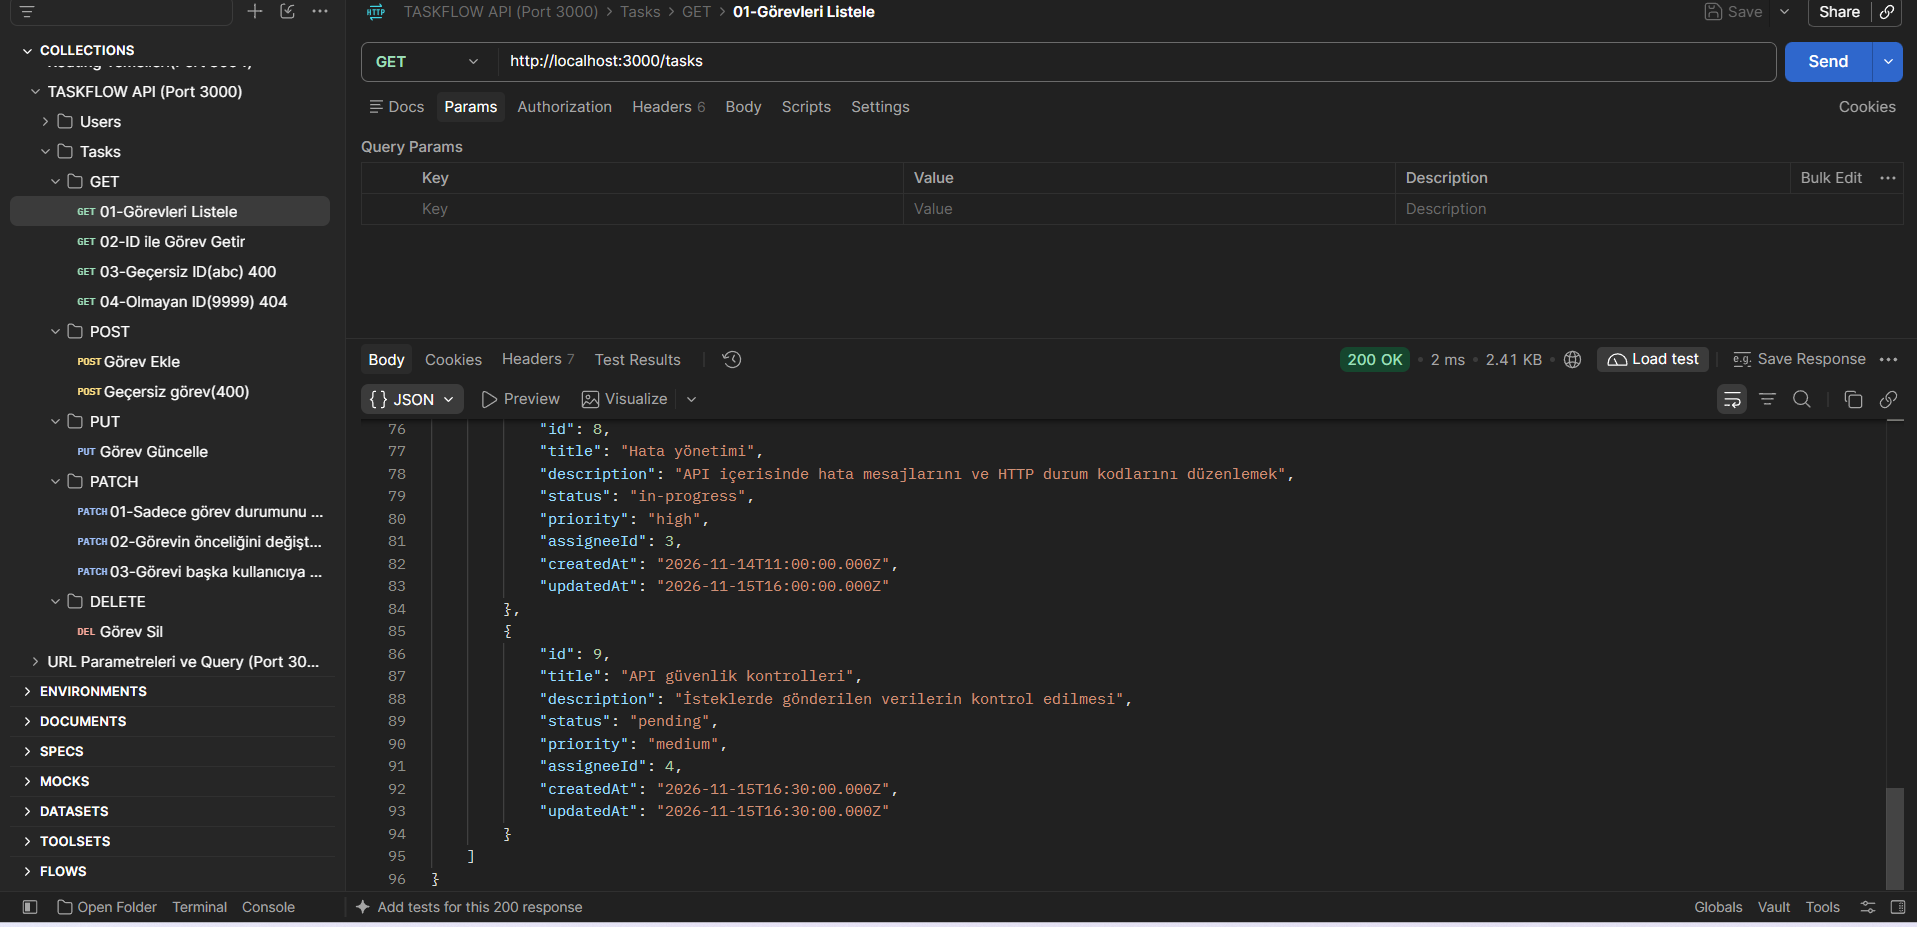 TASKFLOW API (Port 3000) > Tasks > GET > 01-Görevleri Listele
Save
Share
COLLECTIONS
TASKFLOW API (Port 3000)
Users
Tasks
GET
GET 01-Görevleri Listele
GET 02-ID ile Görev Getir
GET 03-Geçersiz ID(abc) 400
GET 04-Olmayan ID(9999) 404
POST
POST Görev Ekle
POST Geçersiz görev(400)
PUT
PUT Görev Güncelle
PATCH
PATCH 01-Sadece görev durumunu ...
PATCH 02-Görevin önceliğini değişt...
PATCH 03-Görevi başka kullanıcıya ...
DELETE
DEL Görev Sil
URL Parametreleri ve Query (Port 30...
ENVIRONMENTS
DOCUMENTS
SPECS
MOCKS
DATASETS
TOOLSETS
FLOWS
HTTP
GET http://localhost:3000/tasks Send
Docs Params Authorization Headers 6 Body Scripts Settings Cookies
Query Params
Key Value Description Bulk Edit
Key Value Description
Body Cookies Headers 7 Test Results 200 OK 2 ms 2.41 KB Load test e.g. Save Response
{} JSON Preview Visualize
76 "id": 8,
77 "title": "Hata yönetimi",
78 "description": "API içerisinde hata mesajlarını ve HTTP durum kodlarını düzenlemek",
79 "status": "in-progress",
80 "priority": "high",
81 "assigneeId": 3,
82 "createdAt": "2026-11-14T11:00:00.000Z",
83 "updatedAt": "2026-11-15T16:00:00.000Z"
84 },
85 {
86 "id": 9,
87 "title": "API güvenlik kontrolleri",
88 "description": "İsteklerde gönderilen verilerin kontrol edilmesi",
89 "status": "pending",
90 "priority": "medium",
91 "assigneeId": 4,
92 "createdAt": "2026-11-15T16:30:00.000Z",
93 "updatedAt": "2026-11-15T16:30:00.000Z"
94 }
95 ]
96 }
Open Folder Terminal Console Add tests for this 200 response Globals Vault Tools